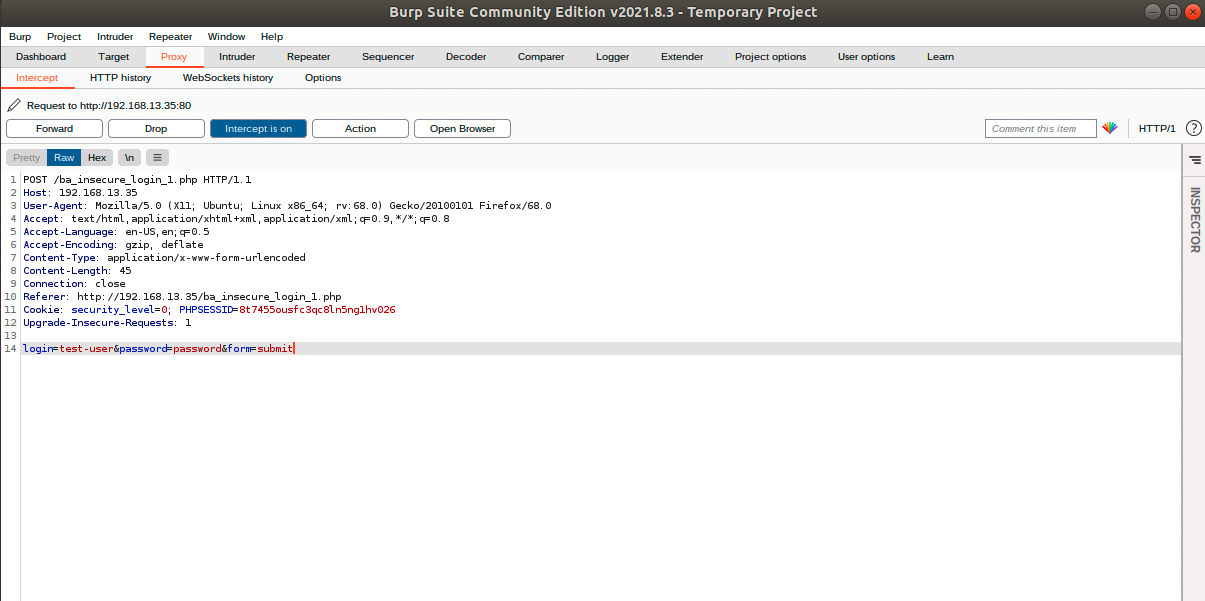 Burp Suite Community Edition v2021.8.3 - Temporary Project
Burp Project Intruder Repeater Window Help
Dashboard Target Proxy Intruder Repeater Sequencer Decoder Comparer Logger Extender Project options User options Learn
Intercept HTTP history WebSockets history Options
Request to http://192.168.13.35:80
Forward Drop Intercept is on Action Open Browser Comment this item HTTP/1 ?
Pretty Raw Hex \n
INSPECTOR
1 POST /ba_insecure_login_1.php HTTP/1.1
2 Host: 192.168.13.35
3 User-Agent: Mozilla/5.0 (X11; Ubuntu; Linux x86_64; rv:68.0) Gecko/20100101 Firefox/68.0
4 Accept: text/html,application/xhtml+xml,application/xml;q=0.9,*/*;q=0.8
5 Accept-Language: en-US,en;q=0.5
6 Accept-Encoding: gzip, deflate
7 Content-Type: application/x-www-form-urlencoded
8 Content-Length: 45
9 Connection: close
10 Referer: http://192.168.13.35/ba_insecure_login_1.php
11 Cookie: security_level=0; PHPSESSID=8t7455ousfc3qc8ln5ng1hv026
12 Upgrade-Insecure-Requests: 1
13
14 login=test-user&password=password&form=submit